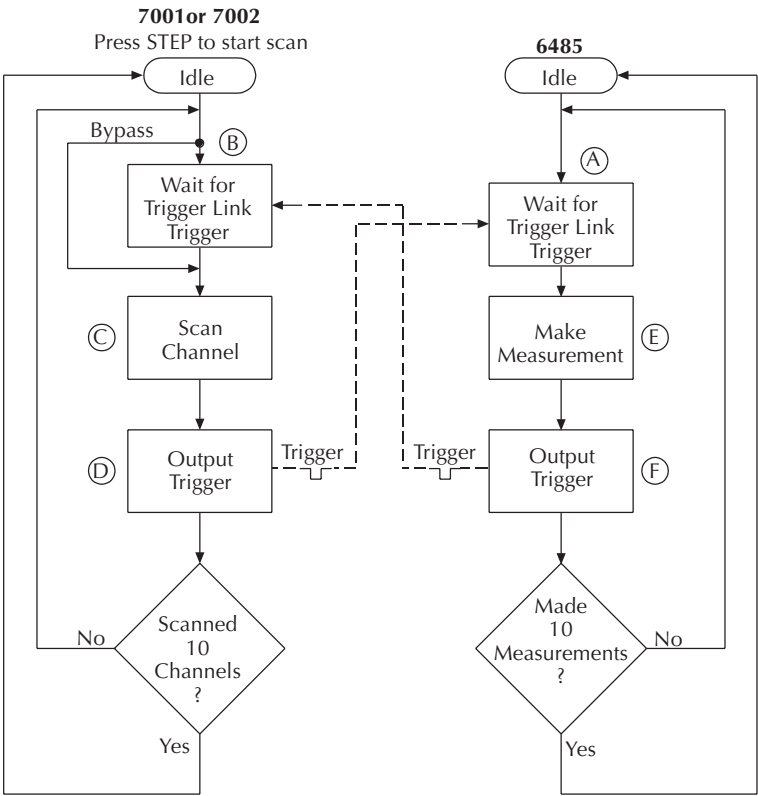 7001or 7002
Press STEP to start scan
Idle
Bypass
B
Wait for
Trigger Link
Trigger
C
Scan
Channel
D
Output
Trigger
Trigger
Scanned
10
Channels
?
No
Yes
6485
Idle
A
Wait for
Trigger Link
Trigger
Make
Measurement
E
Trigger
Output
Trigger
F
Made
10
Measurements
?
No
Yes